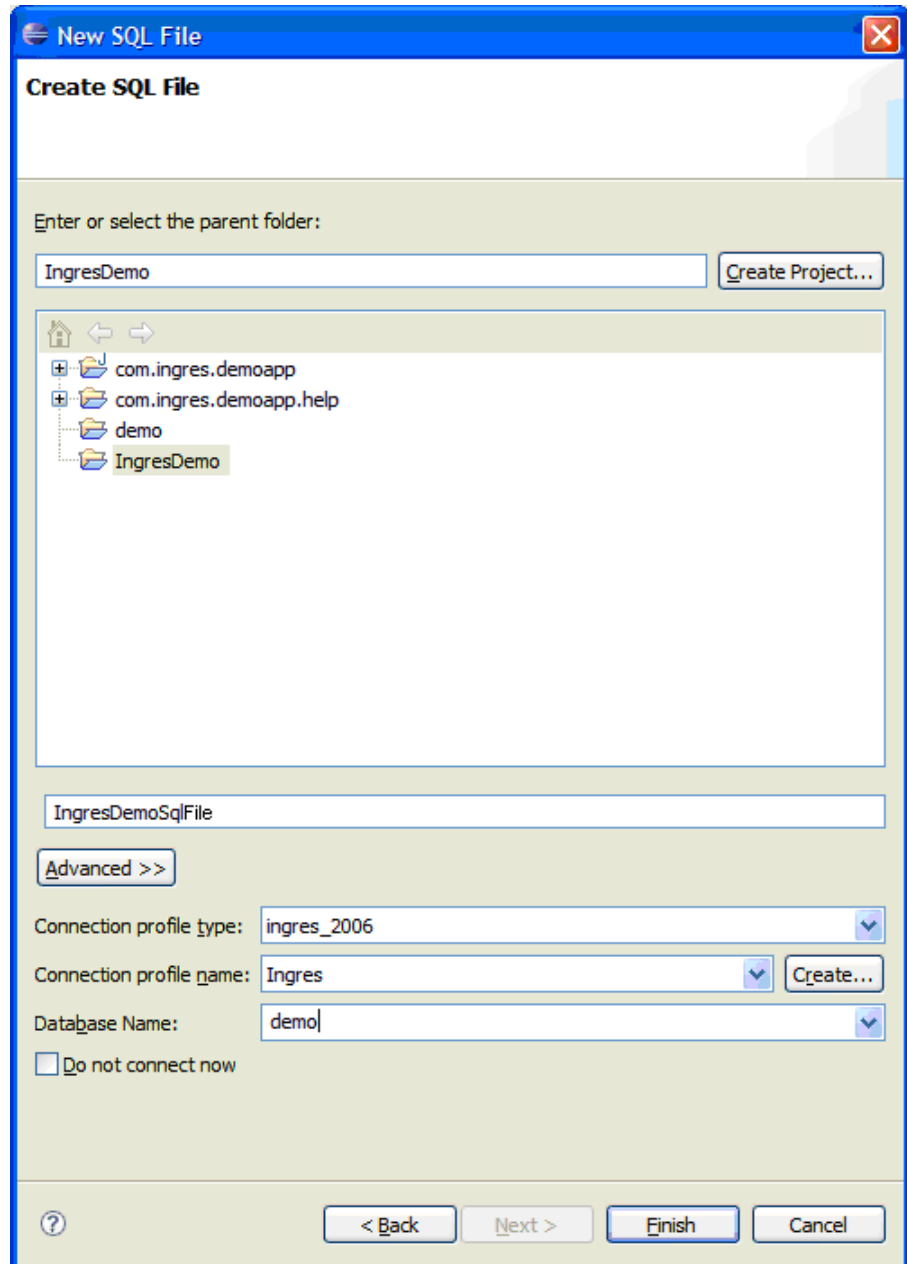 New SQL File
Create SQL File
Enter or select the parent folder:
IngresDemo
Create Project...
com.ingres.demoapp
com.ingres.demoapp.help
demo
IngresDemo
IngresDemoSqlFile
Advanced >>
Connection profile type: ingres_2006
Connection profile name: Ingres Create...
Database Name: demo
Do not connect now
? < Back Next > Finish Cancel